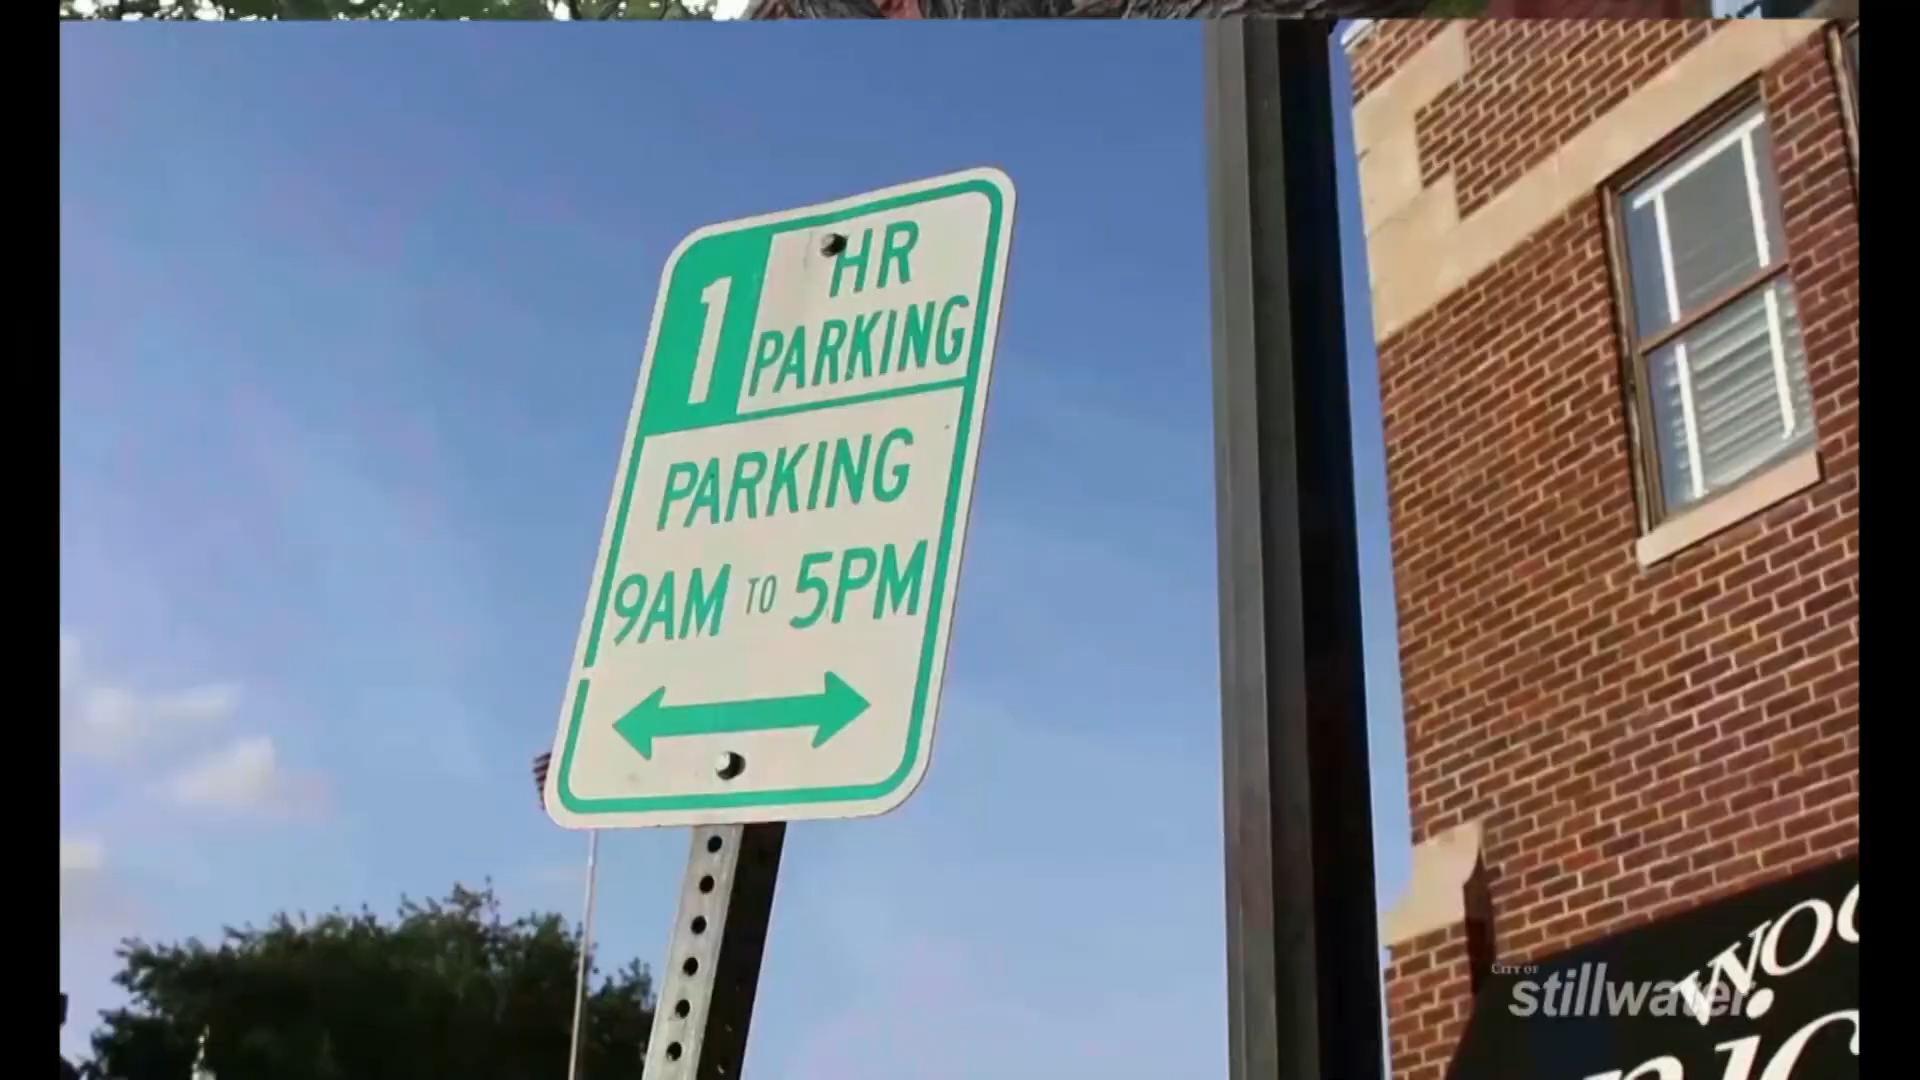 1 HR
PARKING
PARKING
9AM TO 5PM
CITY OF
stillwater